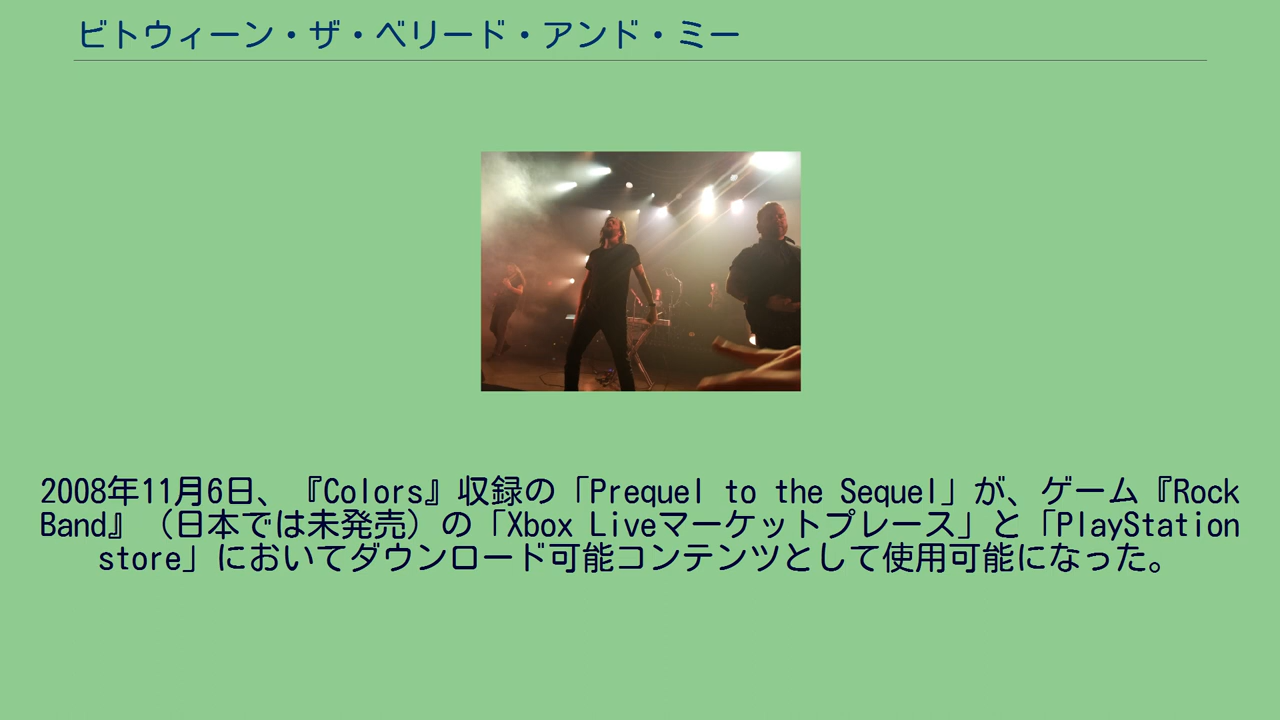 ビトウィーン・ザ・ベリード・アンド・ミー
2008年11月6日、『Colors』収録の「Prequel to the Sequel」が、ゲーム『Rock
Band』（日本では未発売）の「Xbox Liveマーケットプレース」と「PlayStation
store」においてダウンロード可能コンテンツとして使用可能になった。